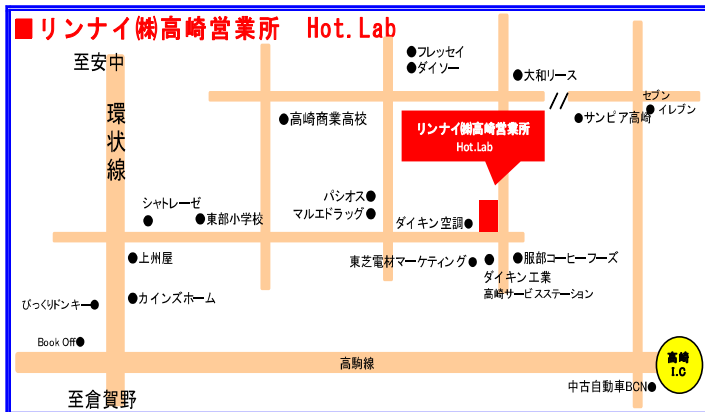 ■リンナイ㈱高崎営業所 Hot.Lab
至安中
環状線
フレッセイ
ダイソー
大和リース
セブン
イレブン
サンピア高崎
高崎商業高校
リンナイ㈱高崎営業所
Hot.Lab
シャトレーゼ
東部小学校
パシオス
マルエドラッグ
ダイキン空調
上州屋
東芝電材マーケティング
服部コーヒーフーズ
ダイキン工業
高崎サービスステーション
カインズホーム
びっくりドンキー
Book Off
高駒線
高崎
I.C
中古自動車BCN
至倉賀野